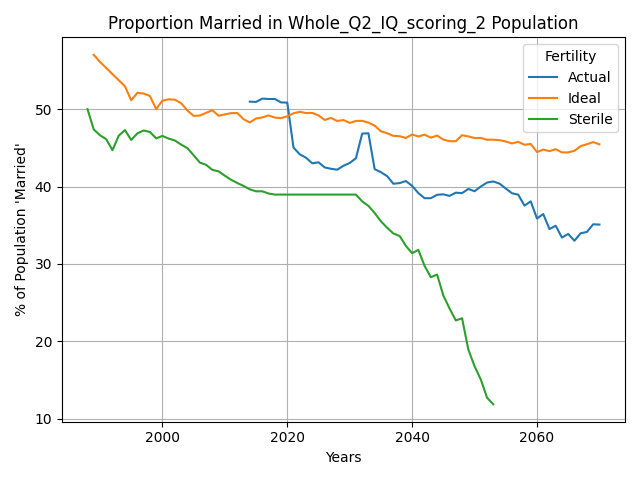 Proportion Married in Whole_Q2_IQ_scoring_2 Population
Fertility
Actual
Ideal
Sterile
% of Population 'Married'
50
40
30
20
10
2000
2020
2040
2060
Years